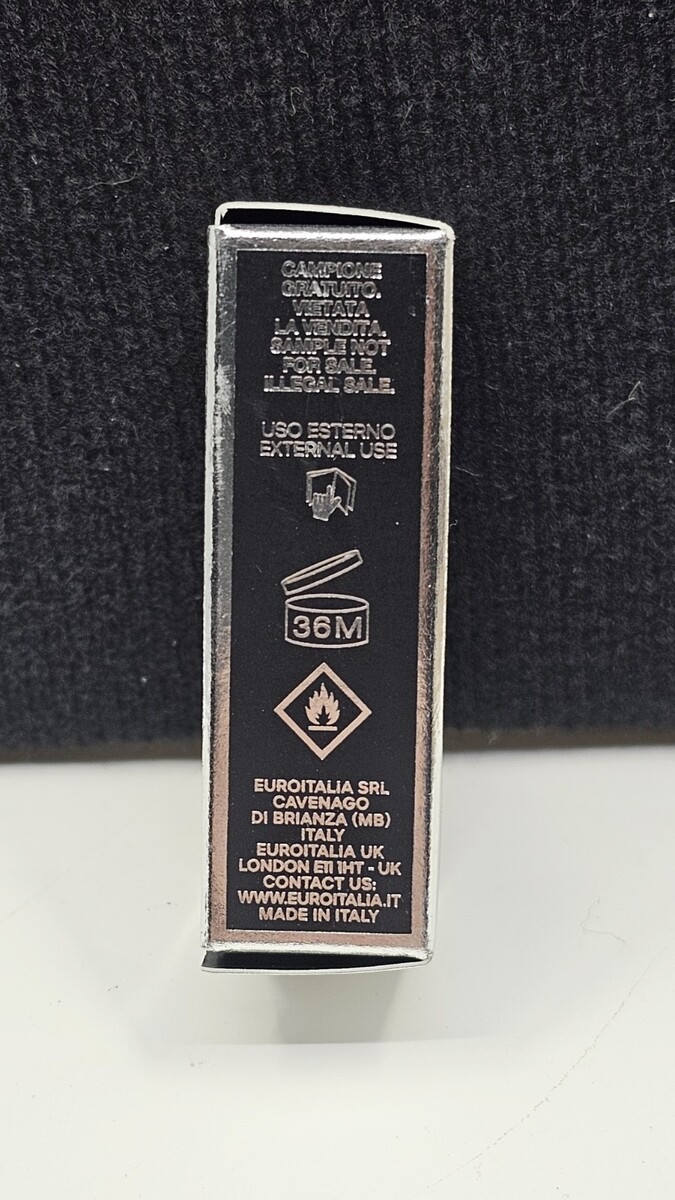 CAMPIONE
GRATUITO.
VIETATA
LA VENDITA.
SAMPLE NOT
FOR SALE.
ILLEGAL SALE.
USO ESTERNO
EXTERNAL USE
36M
EUROITALIA SRL
CAVENAGO
DI BRIANZA (MB)
ITALY
EUROITALIA UK
LONDON E11 1HT - UK
CONTACT US:
WWW.EUROITALIA.IT
MADE IN ITALY